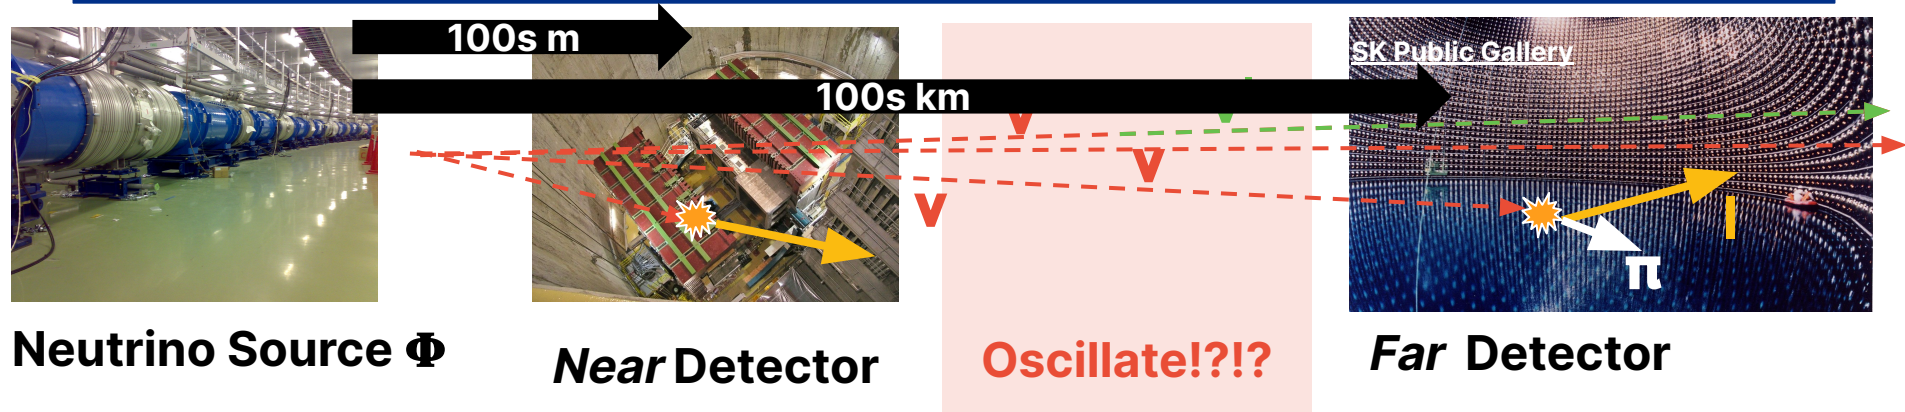 100s m
SK Public Gallery
100s km
ν
ν
ν
ν
l
π
Neutrino Source Φ
Near Detector
Oscillate!?!?
Far Detector